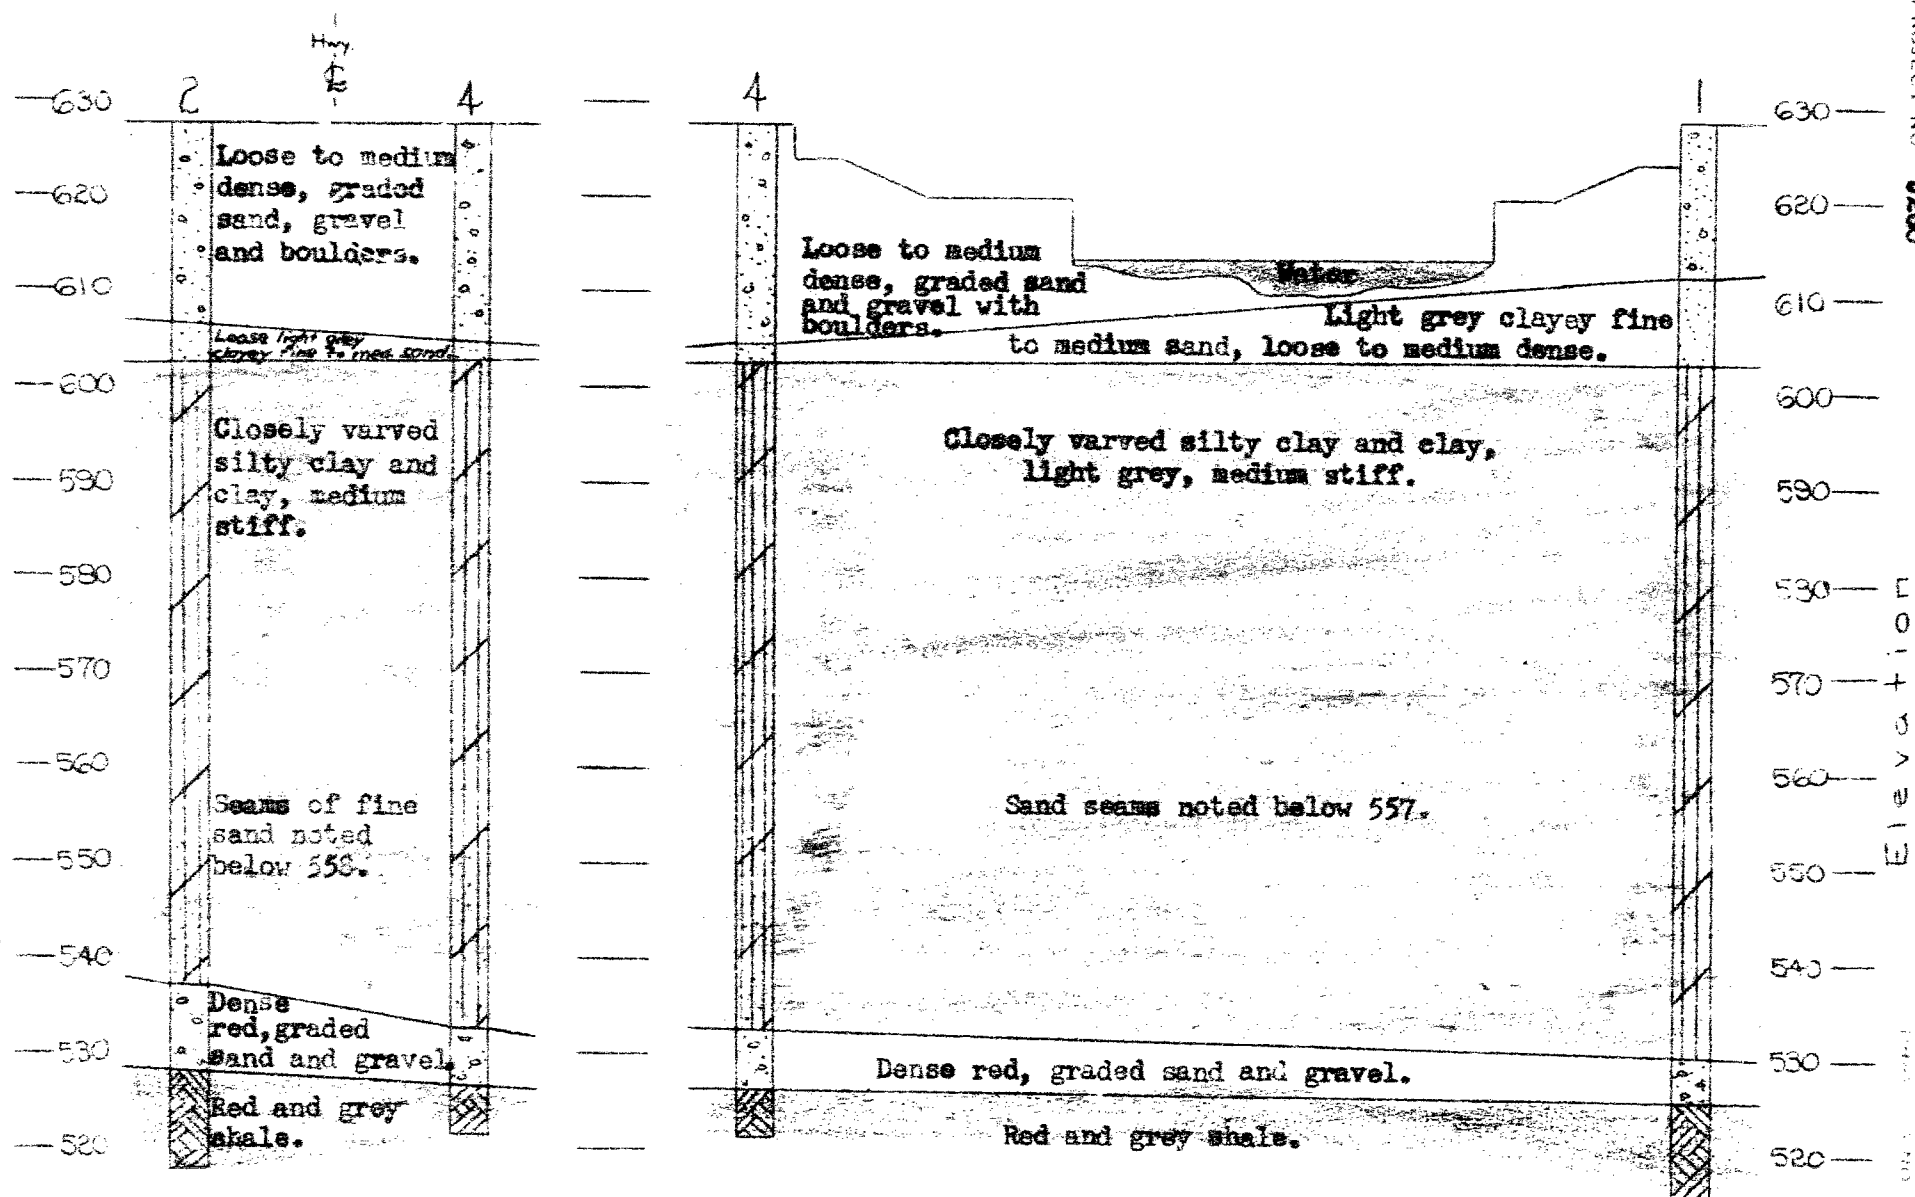 Hwy.
℄
2
4
4
1
630
620
610
600
590
580
570
560
550
540
530
520
Loose to medium
dense, graded
sand, gravel
and boulders.
Loose light grey
clayey fine to med sand.
Closely varved
silty clay and
clay, medium
stiff.
Seams of fine
sand noted
below 558.
Dense
red,graded
sand and gravel.
Red and grey
shale.
Loose to medium
dense, graded sand
and gravel with
boulders.
Water
Light grey clayey fine
to medium sand, loose to medium dense.
Closely varved silty clay and clay,
light grey, medium stiff.
Sand seams noted below 557.
Dense red, graded sand and gravel.
Red and grey shale.
630
620
610
600
590
580
570
560
550
540
530
520
Elevation